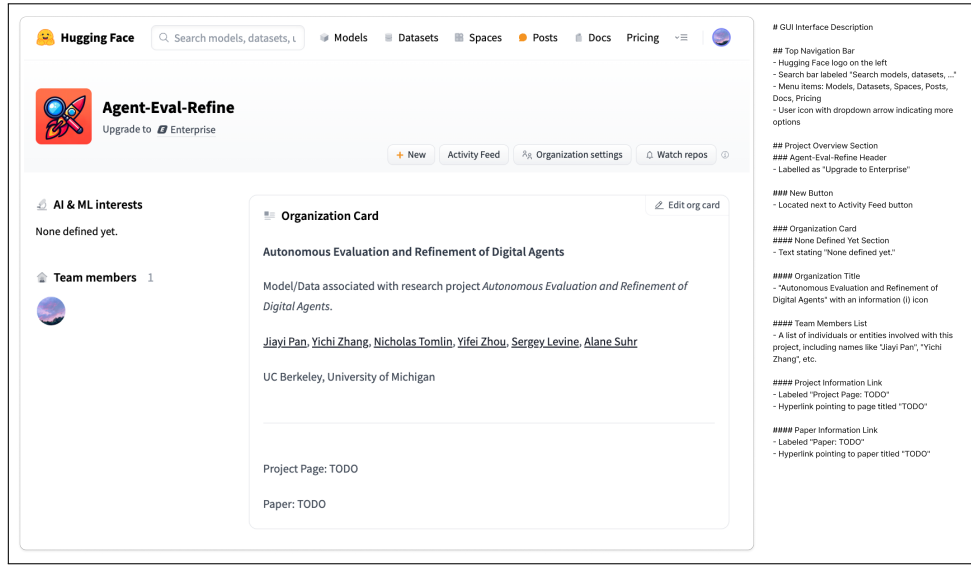 Hugging Face
Search models, datasets, u
Models
Datasets
Spaces
Posts
Docs
Pricing
Agent-Eval-Refine
Upgrade to E Enterprise
+ New
Activity Feed
Organization settings
Watch repos
AI & ML interests
None defined yet.
Team members 1
Organization Card
Edit org card
Autonomous Evaluation and Refinement of Digital Agents
Model/Data associated with research project Autonomous Evaluation and Refinement of
Digital Agents.
Jiayi Pan, Yichi Zhang, Nicholas Tomlin, Yifei Zhou, Sergey Levine, Alane Suhr
UC Berkeley, University of Michigan
Project Page: TODO
Paper: TODO
# GUI Interface Description
## Top Navigation Bar
- Hugging Face logo on the left
- Search bar labeled "Search models, datasets, ..."
- Menu items: Models, Datasets, Spaces, Posts,
Docs, Pricing
- User icon with dropdown arrow indicating more
options
## Project Overview Section
### Agent-Eval-Refine Header
- Labelled as "Upgrade to Enterprise"
### New Button
- Located next to Activity Feed button
### Organization Card
#### None Defined Yet Section
- Text stating "None defined yet."
#### Organization Title
- "Autonomous Evaluation and Refinement of
Digital Agents" with an information (i) icon
#### Team Members List
- A list of individuals or entities involved with this
project, including names like "Jiayi Pan", "Yichi
Zhang", etc.
#### Project Information Link
- Labeled "Project Page: TODO"
- Hyperlink pointing to page titled "TODO"
#### Paper Information Link
- Labeled "Paper: TODO"
- Hyperlink pointing to paper titled "TODO"